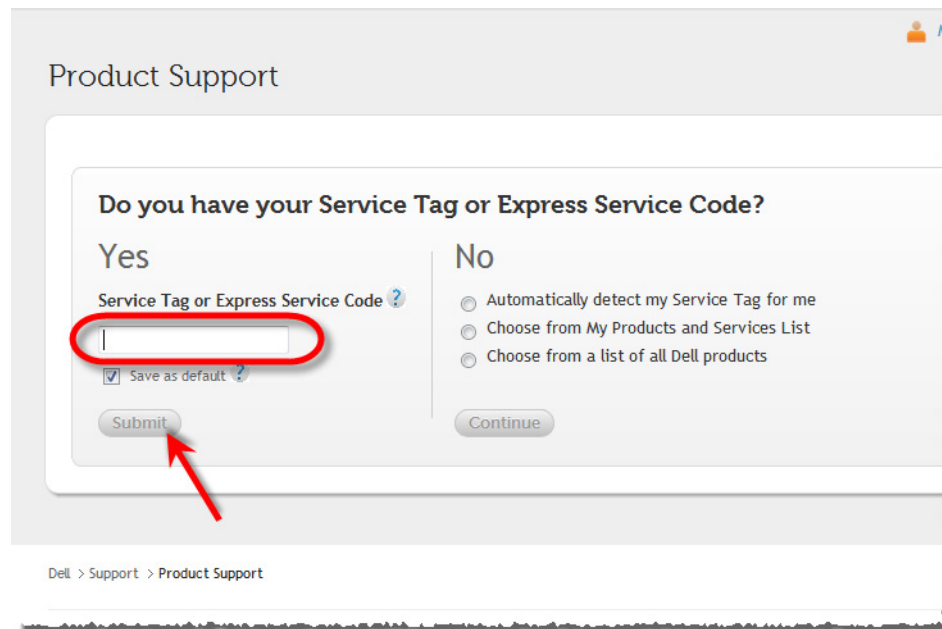 Product Support
Do you have your Service Tag or Express Service Code?
Yes
Service Tag or Express Service Code ?
Save as default ?
Submit
No
Automatically detect my Service Tag for me
Choose from My Products and Services List
Choose from a list of all Dell products
Continue
Dell > Support > Product Support